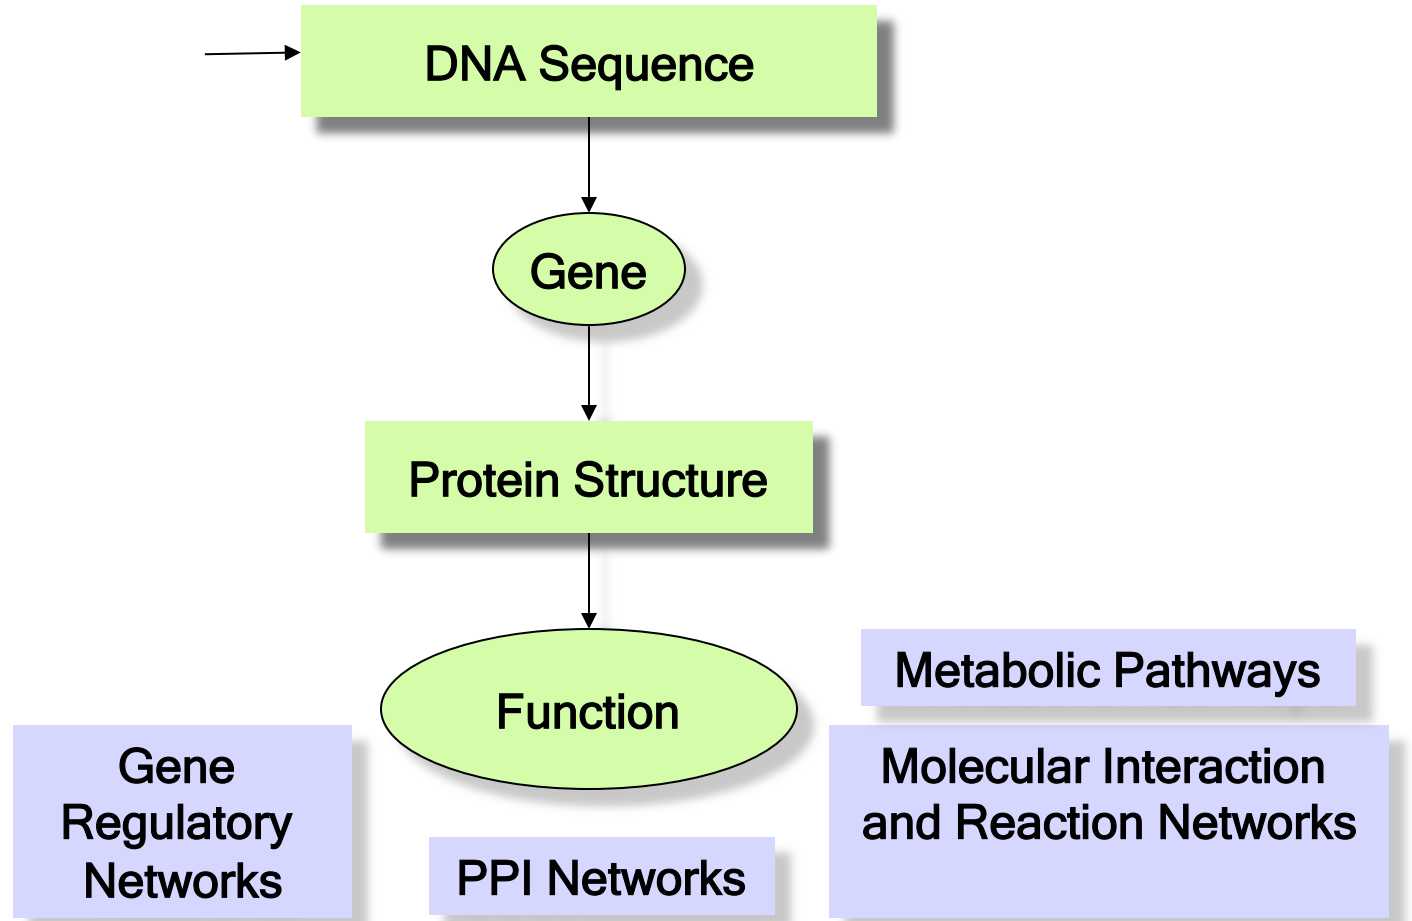 DNA Sequence
Gene
Protein Structure
Function
Metabolic Pathways
Gene
Regulatory
Networks
PPI Networks
Molecular Interaction
and Reaction Networks